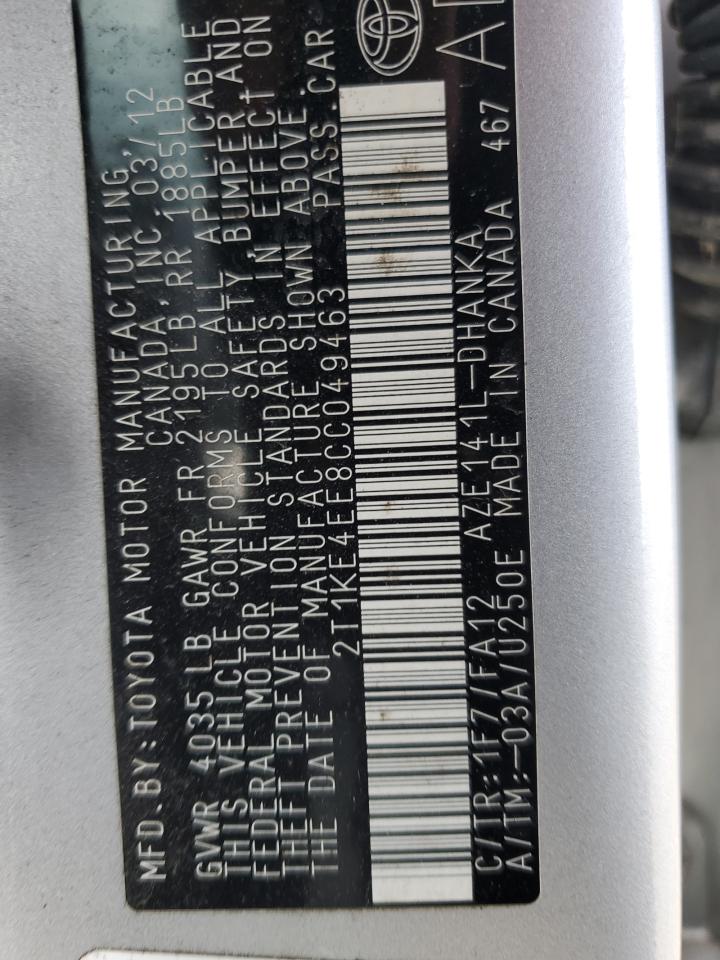 MFD.BY:TOYOTA MOTOR MANUFACTURING,
CANADA,INC.03/12
GVWR 4035LB GAWR FR 2195LB RR 1885LB
THIS VEHICLE CONFORMS TO ALL APPLICABLE
FEDERAL MOTOR VEHICLE SAFETY, BUMPER AND
THEFT PREVENTION STANDARDS IN EFFECT ON
THE DATE OF MANUFACTURE SHOWN ABOVE.
2T1KE4EE8CC049463 PASS.CAR
C/TR:1F7/FA12 AZE141L-DHANKA 467
A/TM:-03A/U250E MADE IN CANADA